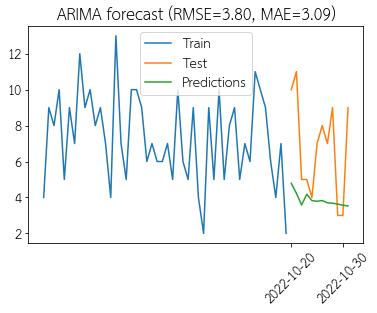 ARIMA forecast (RMSE=3.80, MAE=3.09)
Train
Test
Predictions
12
10
8
6
4
2
2022-10-20
2022-10-30